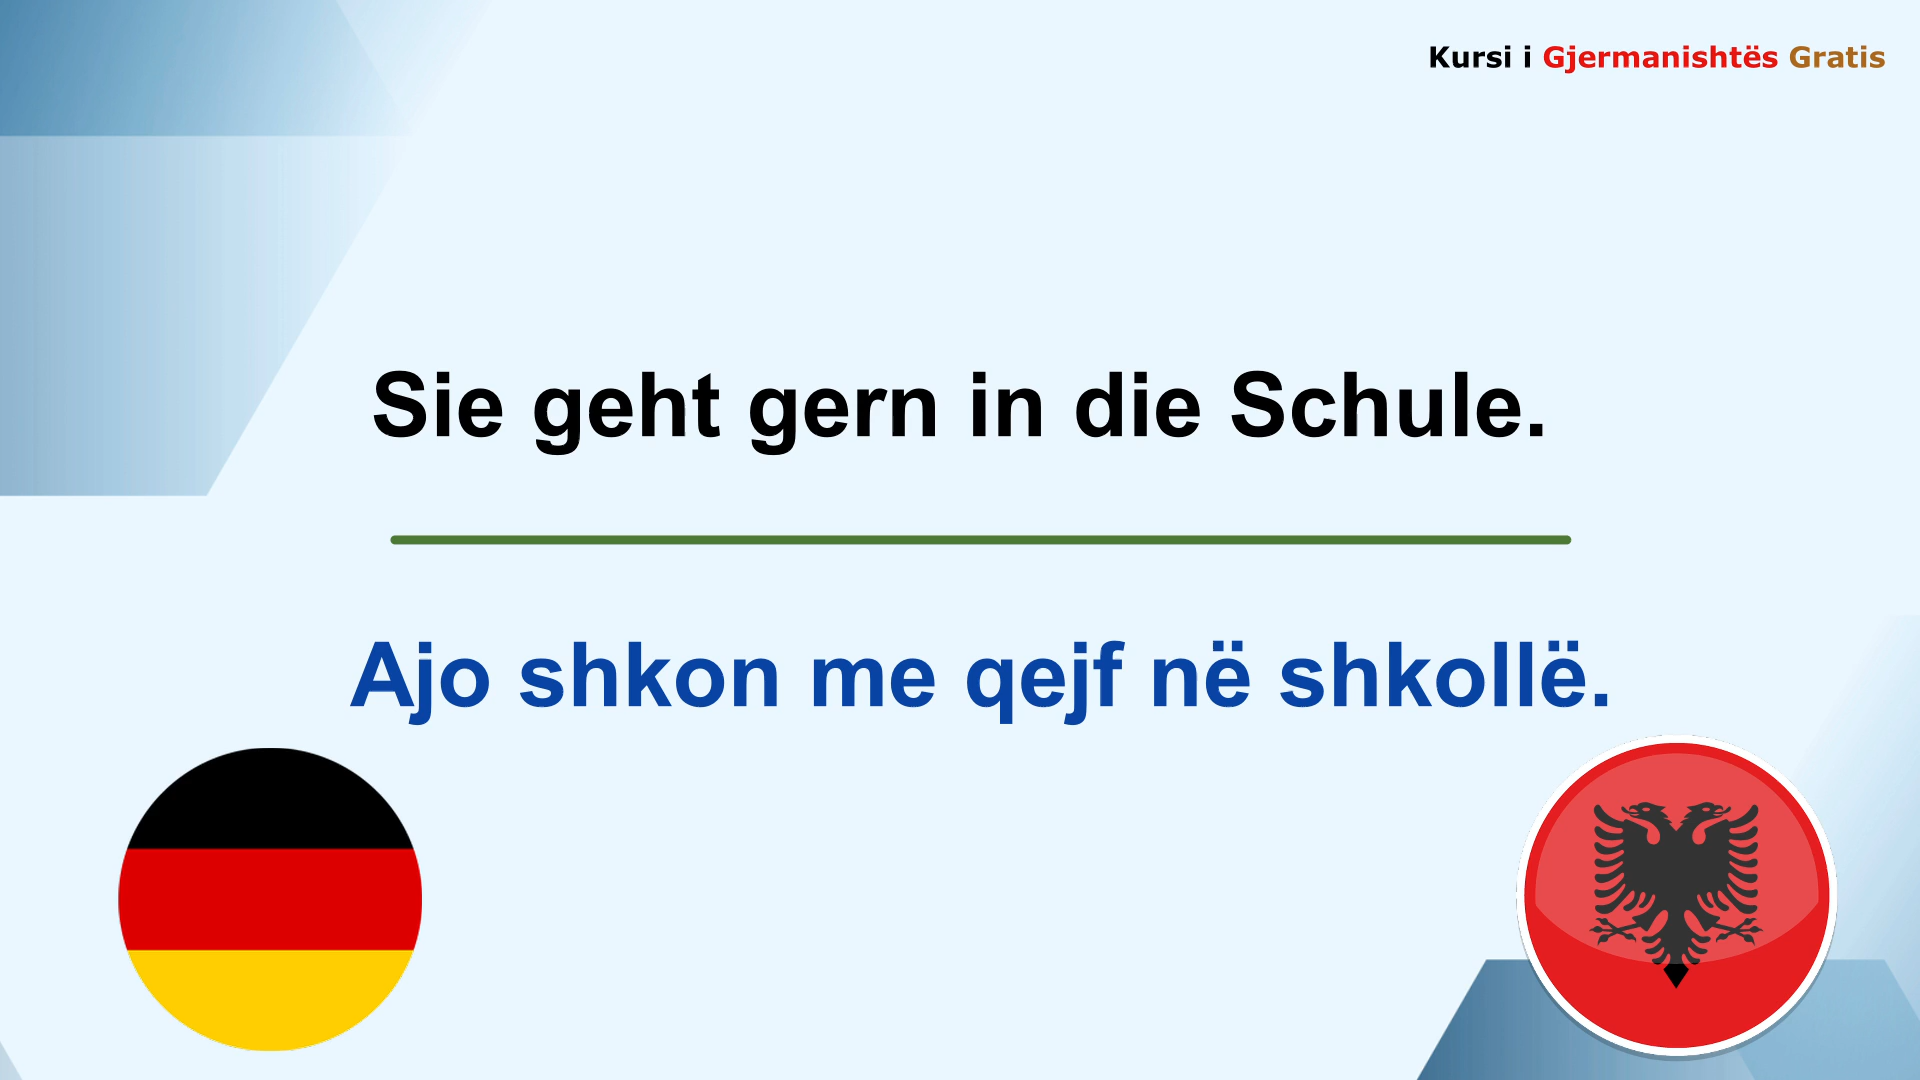 Kursi i Gjermanishtës Gratis
Sie geht gern in die Schule.
Ajo shkon me qejf në shkollë.